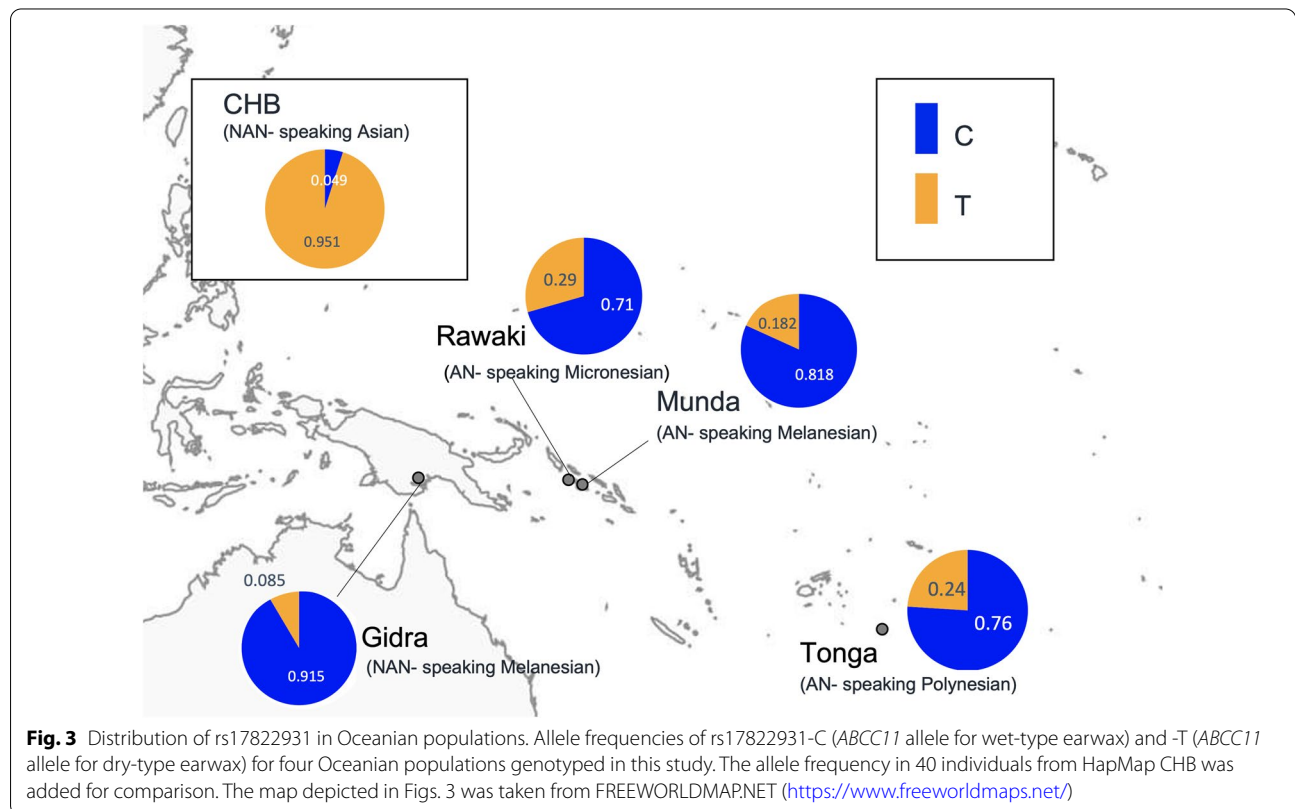 CHB
(NAN- speaking Asian)
0.049
0.951
C
T
0.29
0.71
Rawaki
(AN- speaking Micronesian)
0.182
0.818
Munda
(AN- speaking Melanesian)
0.085
0.915
Gidra
(NAN- speaking Melanesian)
0.24
0.76
Tonga
(AN- speaking Polynesian)
Fig. 3 Distribution of rs17822931 in Oceanian populations. Allele frequencies of rs17822931-C (ABCC11 allele for wet-type earwax) and -T (ABCC11
allele for dry-type earwax) for four Oceanian populations genotyped in this study. The allele frequency in 40 individuals from HapMap CHB was
added for comparison. The map depicted in Figs. 3 was taken from FREEWORLDMAP.NET (https://www.freeworldmaps.net/)